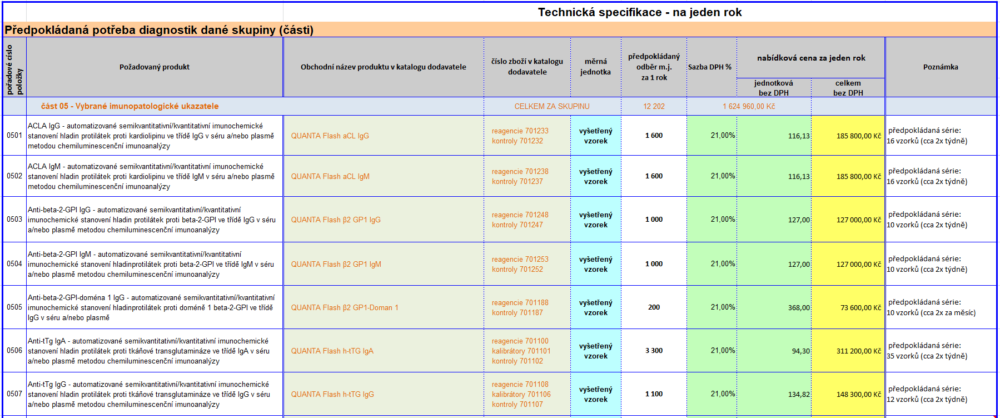 Technická specifikace - na jeden rok
Předpokládaná potřeba diagnostik dané skupiny (části)
pořadové číslo
položky
Požadovaný produkt
Obchodní název produktu v katalogu dodavatele
číslo zboží v katalogu
dodavatele
měrná
jednotka
předpokládaný
odběr m.j.
za 1 rok
Sazba DPH %
nabídková cena za jeden rok
jednotková
bez DPH
celkem
bez DPH
Poznámka
část 05 - Vybrané imunopatologické ukazatele
CELKEM ZA SKUPINU
12 202
1 624 960,00 Kč
0501
ACLA IgG - automatizované semikvantitativní/kvantitativní imunochemické
stanovení hladin protilátek proti kardiolipinu ve třídě IgG v séru a/nebo plasmě
metodou chemiluminescenční imunoanalýzy
QUANTA Flash aCL IgG
reagencie 701233
kontroly 701232
vyšetřený
vzorek
1 600
21,00%
116,13
185 800,00 Kč
předpokládaná série:
16 vzorků (cca 2x týdně)
0502
ACLA IgM - automatizované semikvantitativní/kvantitativní imunochemické
stanovení hladin protilátek proti kardiolipinu ve třídě IgM v séru a/nebo plasmě
metodou chemiluminescenční imunoanalýzy
QUANTA Flash aCL IgM
reagencie 701238
kontroly 701237
vyšetřený
vzorek
1 600
21,00%
116,13
185 800,00 Kč
předpokládaná série:
16 vzorků (cca 2x týdně)
0503
Anti-beta-2-GPI IgG - automatizované semikvantitativní/kvantitativní
imunochemické stanovení hladin protilátek proti beta-2-GPI ve třídě IgG v séru
a/nebo plasmě metodou chemiluminescenční imunoanalýzy
QUANTA Flash β2 GP1 IgG
reagencie 701248
kontroly 701247
vyšetřený
vzorek
1 000
21,00%
127,00
127 000,00 Kč
předpokládaná série:
10 vzorků (cca 2x týdně)
0504
Anti-beta-2-GPI IgM - automatizované semikvantitativní/kvantitativní
imunochemické stanovení hladinprotilátek proti beta-2-GPI ve třídě IgM v séru
a/nebo plasmě metodou chemiluminescenční imunoanalýzy
QUANTA Flash β2 GP1 IgM
reagencie 701253
kontroly 701252
vyšetřený
vzorek
1 000
21,00%
127,00
127 000,00 Kč
předpokládaná série:
10 vzorků (cca 2x týdně)
0505
Anti-beta-2-GPI-doména 1 IgG - automatizované semikvantitativní/kvantitativní
imunochemické stanovení hladinprotilátek proti doméně 1 beta-2-GPI ve třídě
IgG v séru a/nebo plasmě
QUANTA Flash β2 GP1-Doman 1
reagencie 701188
kontroly 701187
vyšetřený
vzorek
200
21,00%
368,00
73 600,00 Kč
předpokládaná série:
10 vzorků (cca 2x za měsíc)
0506
Anti-tTg IgA - automatizované semikvantitativní/kvantitativní imunochemické
stanovení hladin protilátek proti tkáňové transglutamináze ve třídě IgA v séru
a/nebo plasmě metodou chemiluminescenční imunoanalýzy
QUANTA Flash h-tTG IgA
reagencie 701100
kalibrátory 701101
kontroly 701102
vyšetřený
vzorek
3 300
21,00%
94,30
311 200,00 Kč
předpokládaná série:
35 vzorků (cca 2x týdně)
0507
Anti-tTg IgG - automatizované semikvantitativní/kvantitativní imunochemické
stanovení hladin protilátek proti tkáňové transglutamináze ve třídě IgG v séru
a/nebo plasmě metodou chemiluminescenční imunoanalýzy
QUANTA Flash h-tTG IgG
reagencie 701108
kalibrátory 701106
kontroly 701107
vyšetřený
vzorek
1 100
21,00%
134,82
148 300,00 Kč
předpokládaná série:
12 vzorků (cca 2x týdně)